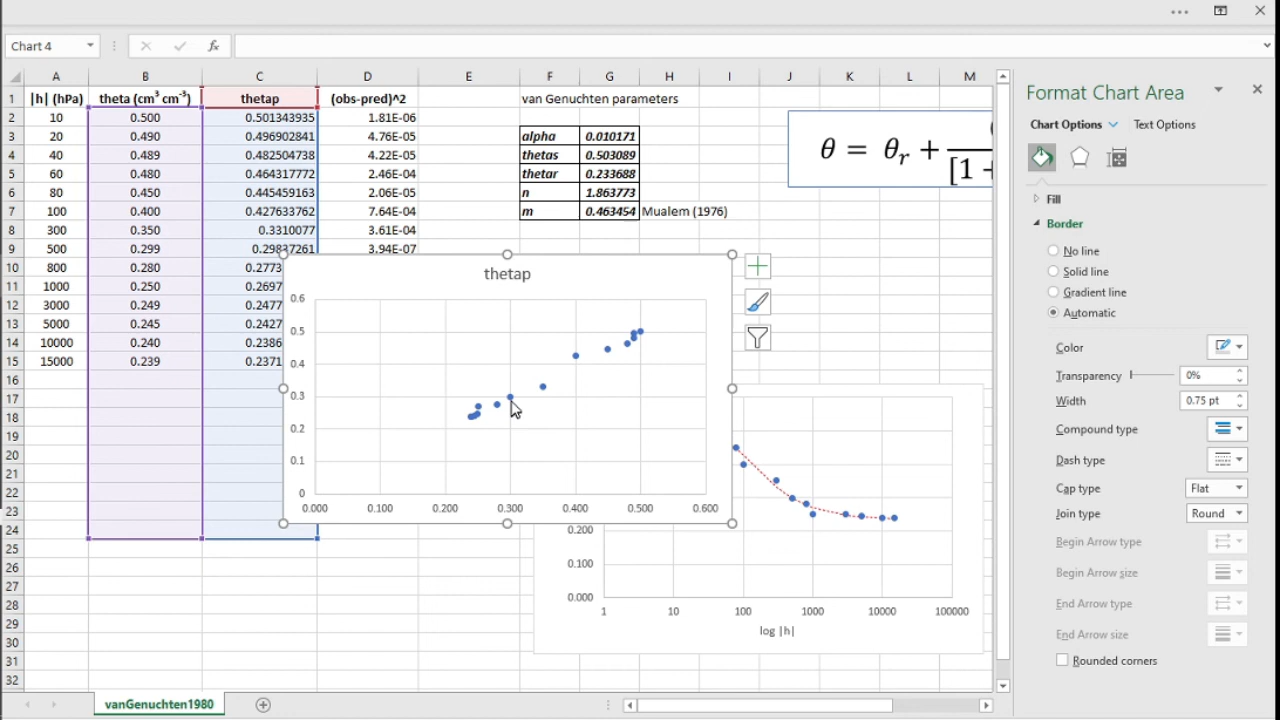 Chart 4
fx
A B C D E F G H I J K L M
1 |h| (hPa) theta (cm³ cm⁻³) thetap (obs-pred)^2 van Genuchten parameters
2 10 0.500 0.501343935 1.81E-06
3 20 0.490 0.496902841 4.76E-05 alpha 0.010171
4 40 0.489 0.482504738 4.22E-05 thetas 0.503089
5 60 0.480 0.464317772 2.46E-04 thetar 0.233688
6 80 0.450 0.445459163 2.06E-05 n 1.863773
7 100 0.400 0.427633762 7.64E-04 m 0.463454 Mualem (1976)
8 300 0.350 0.3310077 3.61E-04
9 500 0.299 0.29837261 3.94E-07
10 800 0.280 0.2773
11 1000 0.250 0.2697
12 3000 0.249 0.2477
13 5000 0.245 0.2427
14 10000 0.240 0.2386
15 15000 0.239 0.2371
16
17
18
19
20
21
22
23
24
25
26
27
28
29
30
31
32
θ = θr +
[1 +
thetap
0.6
0.5
0.4
0.3
0.2
0.1
0
0.000 0.100 0.200 0.300 0.400 0.500 0.600
0.200
0.100
0.000
1 10 100 1000 10000 100000
log |h|
vanGenuchten1980
Format Chart Area
Chart Options Text Options
Fill
Border
No line
Solid line
Gradient line
Automatic
Color
Transparency 0%
Width 0.75 pt
Compound type
Dash type
Cap type Flat
Join type Round
Begin Arrow type
Begin Arrow size
End Arrow type
End Arrow size
Rounded corners